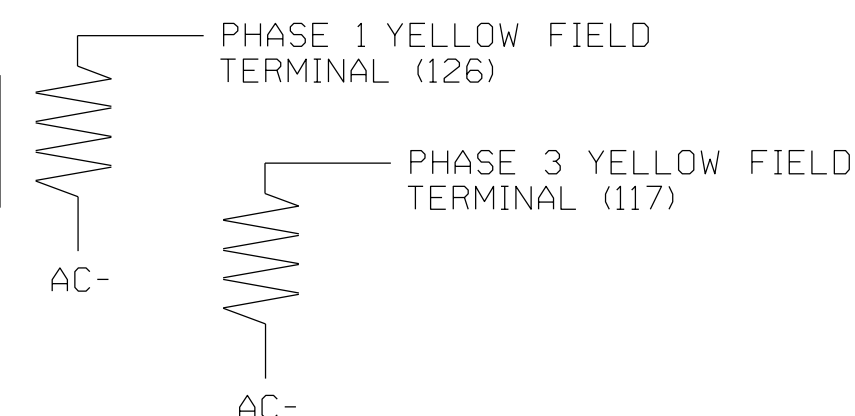 PHASE 1 YELLOW FIELD
TERMINAL (126)
PHASE 3 YELLOW FIELD
TERMINAL (117)
AC-
AC-